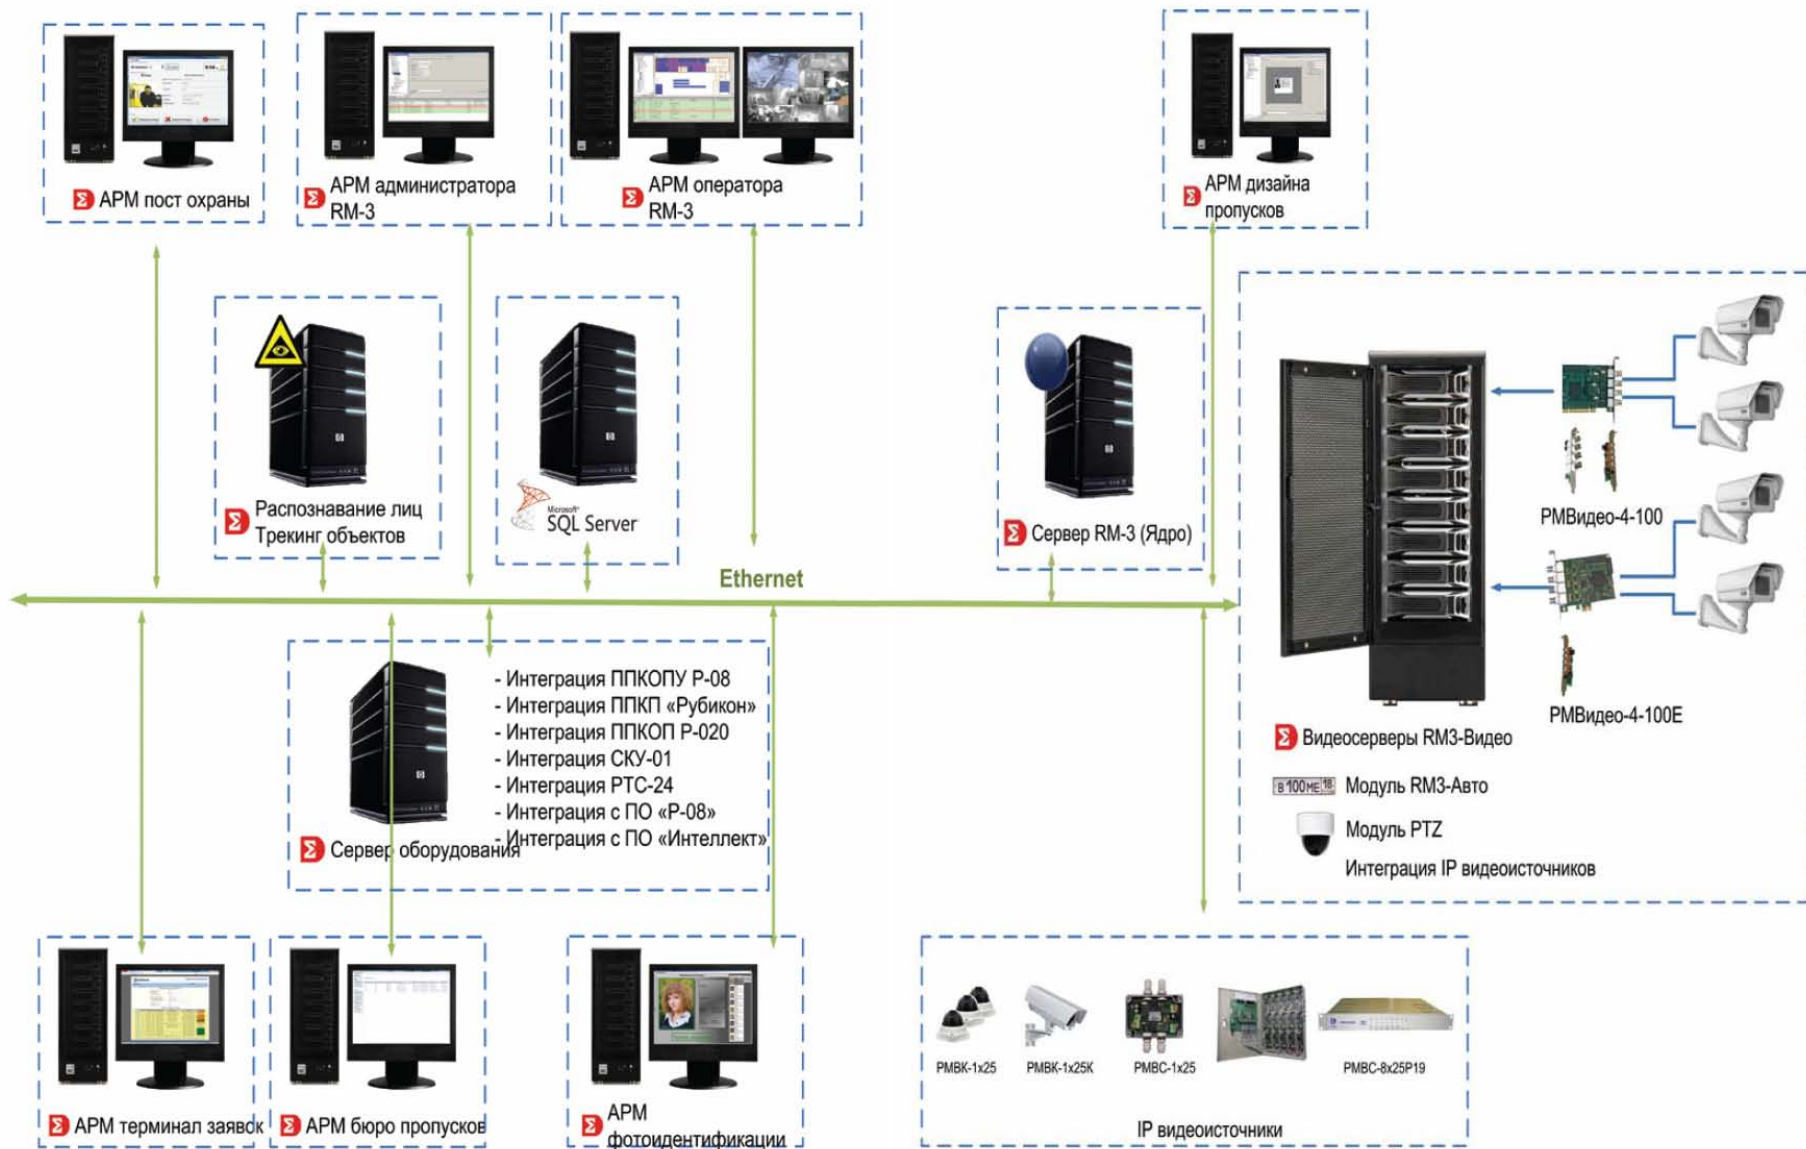 АРМ пост охраны
АРМ администратора
RM-3
АРМ оператора
RM-3
АРМ дизайна
пропусков
Распознавание лиц
Трекинг объектов
Microsoft®
SQL Server
Сервер RM-3 (Ядро)
Ethernet
РМВидео-4-100
РМВидео-4-100Е
Видеосерверы RM3-Видео
В 100МЕ 18
Модуль RM3-Авто
Модуль PTZ
Интеграция IP видеоисточников
- Интеграция ППКОПУ Р-08
- Интеграция ППКП «Рубикон»
- Интеграция ППКОП Р-020
- Интеграция СКУ-01
- Интеграция РТС-24
- Интеграция с ПО «Р-08»
- Интеграция с ПО «Интеллект»
Сервер оборудования
АРМ терминал заявок
АРМ бюро пропусков
АРМ
фотоидентификации
РМВК-1х25
РМВК-1х25К
РМВС-1х25
РМВС-8х25Р19
IP видеоисточники